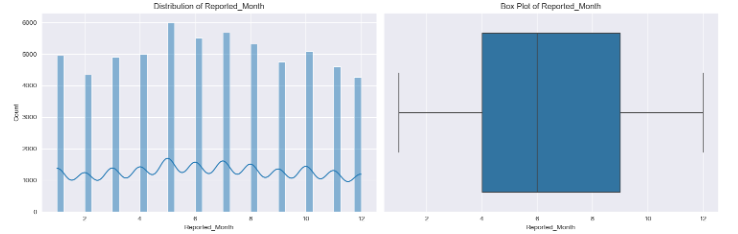 Distribution of Reported_Month
6000
5000
4000
3000
2000
1000
0
Count
2 4 6 8 10 12
Reported_Month
Box Plot of Reported_Month
2 4 6 8 10 12
Reported_Month